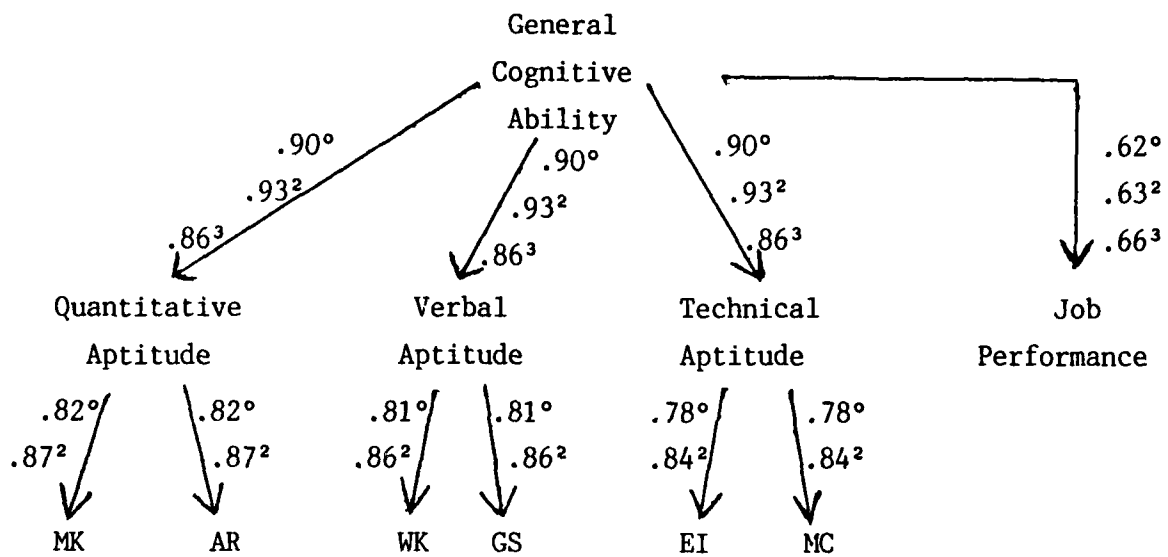 General
Cognitive
Ability
.90° .90° .90° .62°
.93² .93² .93² .63²
.86³ .86³ .86³ .66³
Quantitative Verbal Technical Job
Aptitude Aptitude Aptitude Performance
.82° .82° .81° .81° .78° .78°
.87² .87² .86² .86² .84² .84²
MK AR WK GS EI MC